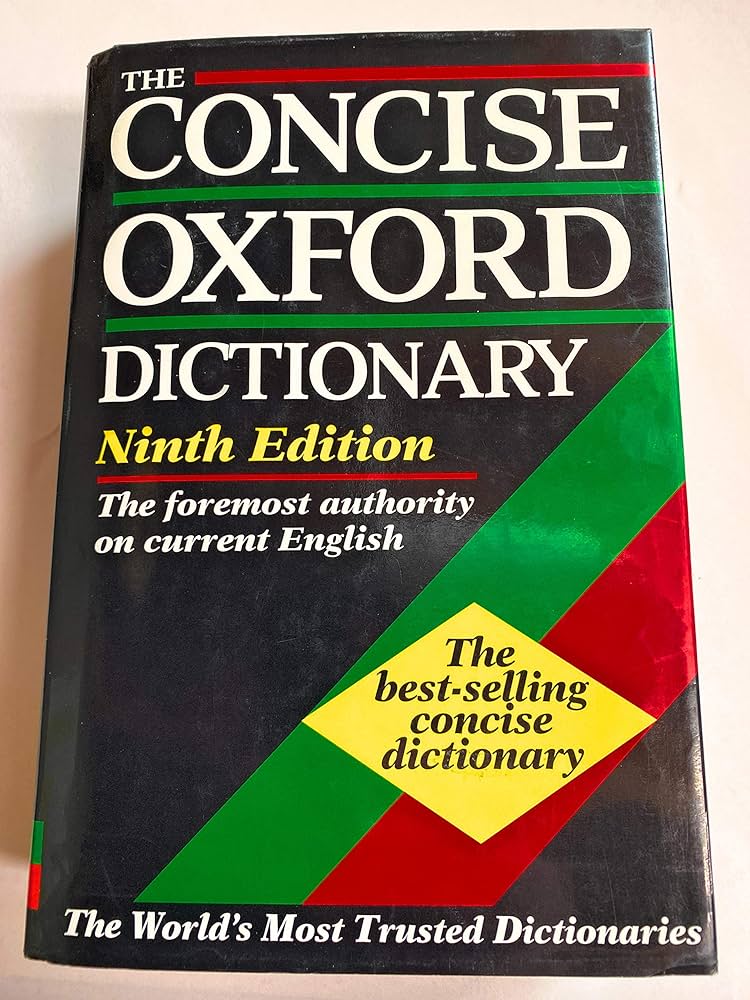 THE
CONCISE
OXFORD
DICTIONARY
Ninth Edition
The foremost authority
on current English
The
best-selling
concise
dictionary
The World's Most Trusted Dictionaries